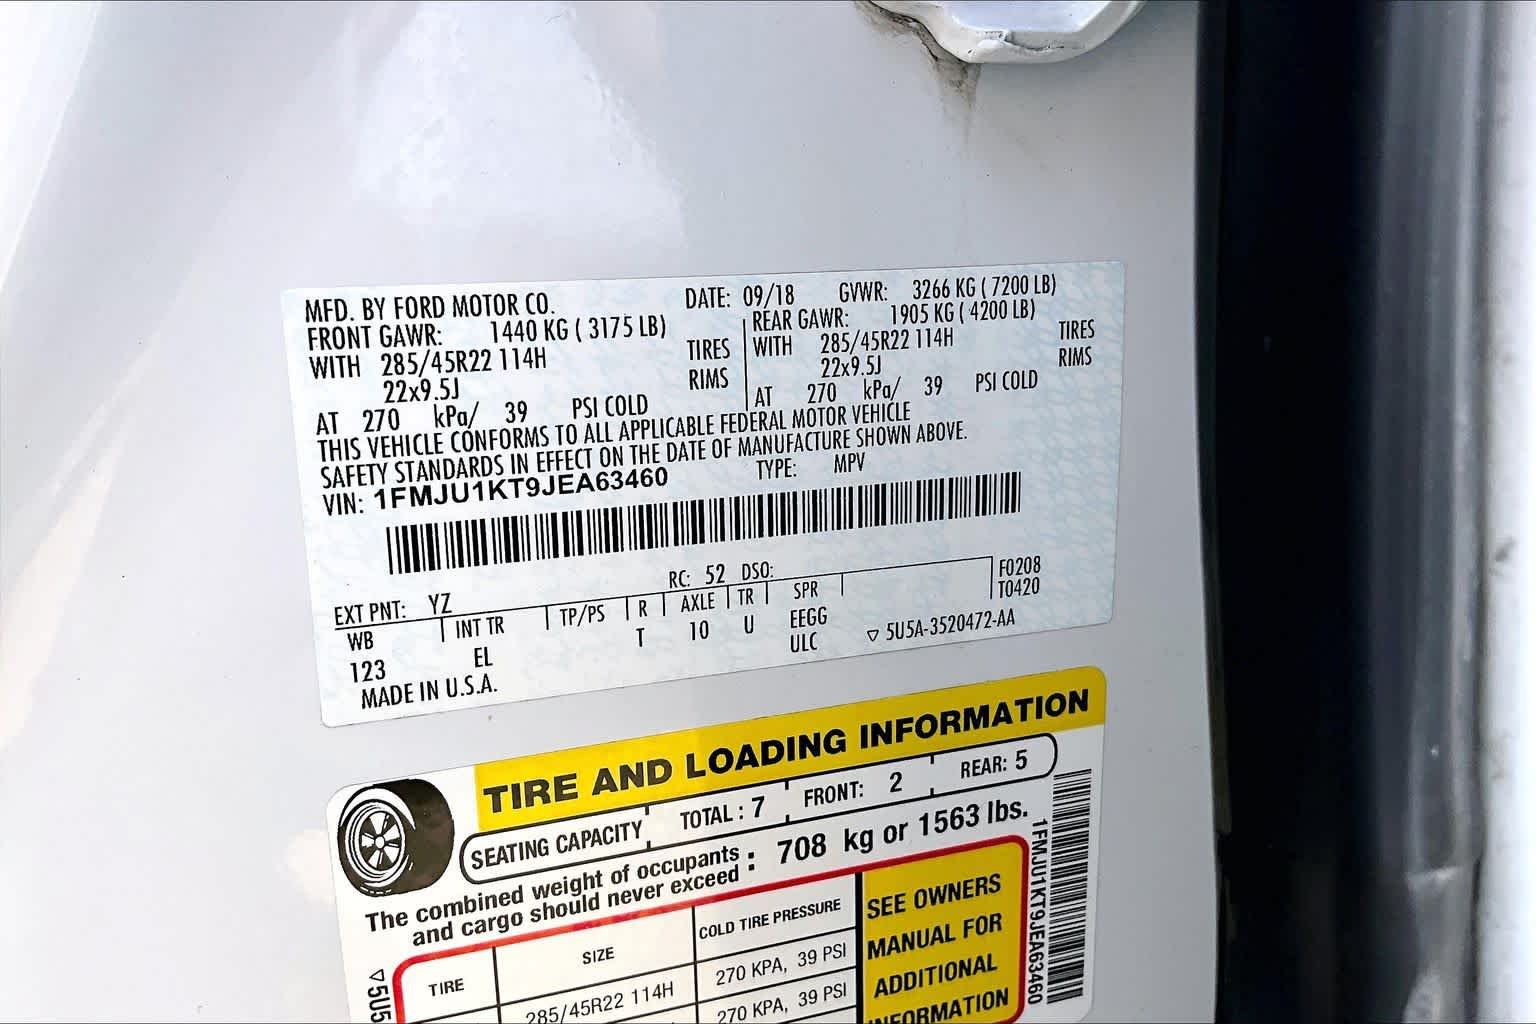 MFD. BY FORD MOTOR CO. DATE: 09/18 GVWR: 3266 KG ( 7200 LB)
FRONT GAWR: 1440 KG ( 3175 LB) REAR GAWR: 1905 KG ( 4200 LB)
WITH 285/45R22 114H TIRES WITH 285/45R22 114H TIRES
22x9.5J RIMS 22x9.5J RIMS
AT 270 kPa/ 39 PSI COLD AT 270 kPa/ 39 PSI COLD
THIS VEHICLE CONFORMS TO ALL APPLICABLE FEDERAL MOTOR VEHICLE
SAFETY STANDARDS IN EFFECT ON THE DATE OF MANUFACTURE SHOWN ABOVE.
VIN: 1FMJU1KT9JEA63460 TYPE: MPV
EXT PNT: YZ RC: 52 DSO: F0208
WB INT TR TP/PS R AXLE TR SPR T0420
123 EL T 10 U EEGG
ULC ▽ 5U5A-3520472-AA
MADE IN U.S.A.
TIRE AND LOADING INFORMATION
SEATING CAPACITY TOTAL : 7 FRONT: 2 REAR: 5
The combined weight of occupants
and cargo should never exceed : 708 kg or 1563 lbs.
TIRE SIZE COLD TIRE PRESSURE
285/45R22 114H 270 KPA, 39 PSI
270 KPA, 39 PSI
SEE OWNERS
MANUAL FOR
ADDITIONAL
INFORMATION
1FMJU1KT9JEA63460
▽5U5